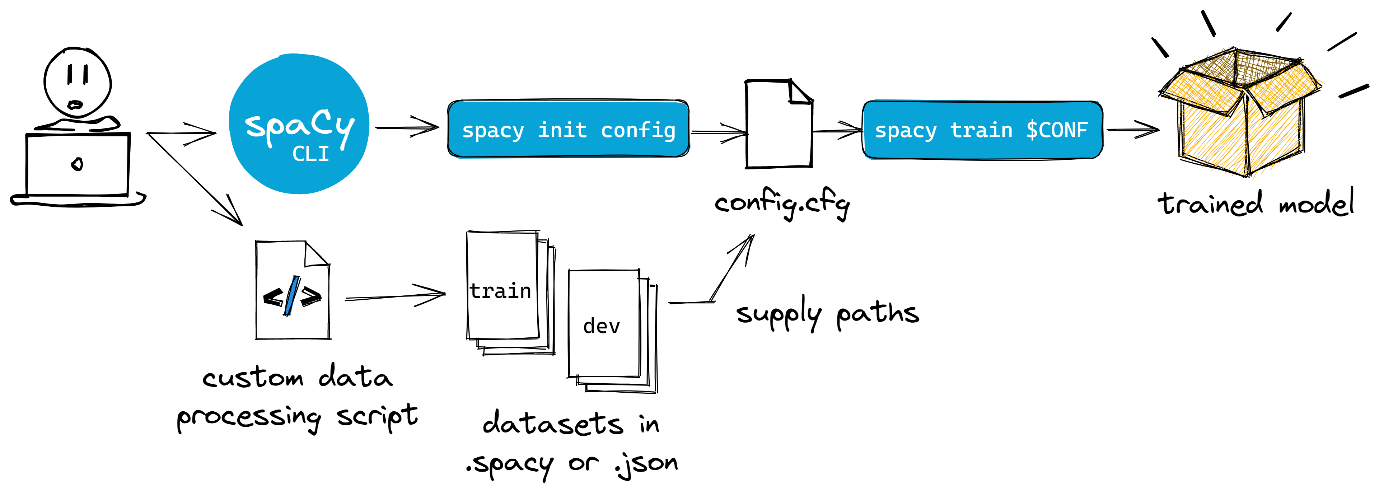 spaCy
CLI
spacy init config
config.cfg
spacy train $CONF
trained model
custom data
processing script
train
dev
datasets in
.spacy or .json
supply paths
</>